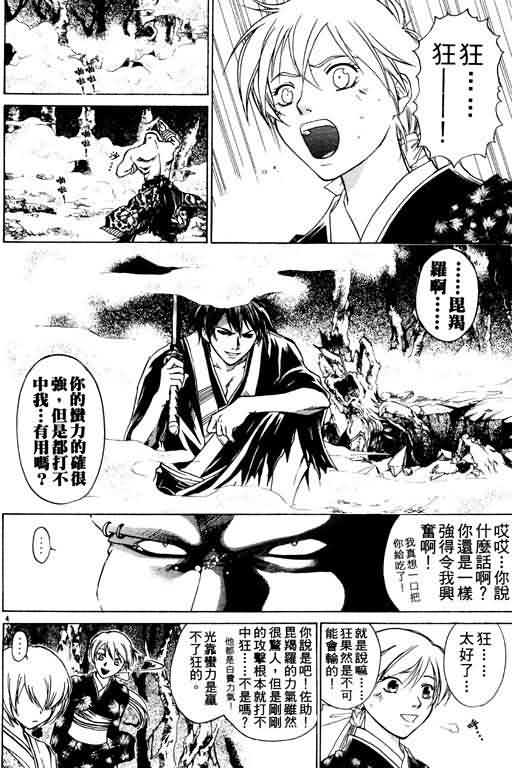 狂……
狂——！
呼！
呼！
呼！
呼！
……毘羯
羅啊……
你的蠻力的確很
強，但是都打不
中我…有用嗎？
哎哎…你說
什麼話啊？
你還是一樣
強得令我興
奮啊！
我真想一口把
你給吃了！
……
狂…
太好了…
呼…
就是說嘛…
狂果然是不可
能會輸的！
你說是吧！佐助！
毘羯羅的力氣雖然
很驚人，但是剛剛
的攻擊根本就打不
中狂……不是嗎？
他都是白費力氣！
光靠蠻力是贏
不了狂的。
……
4